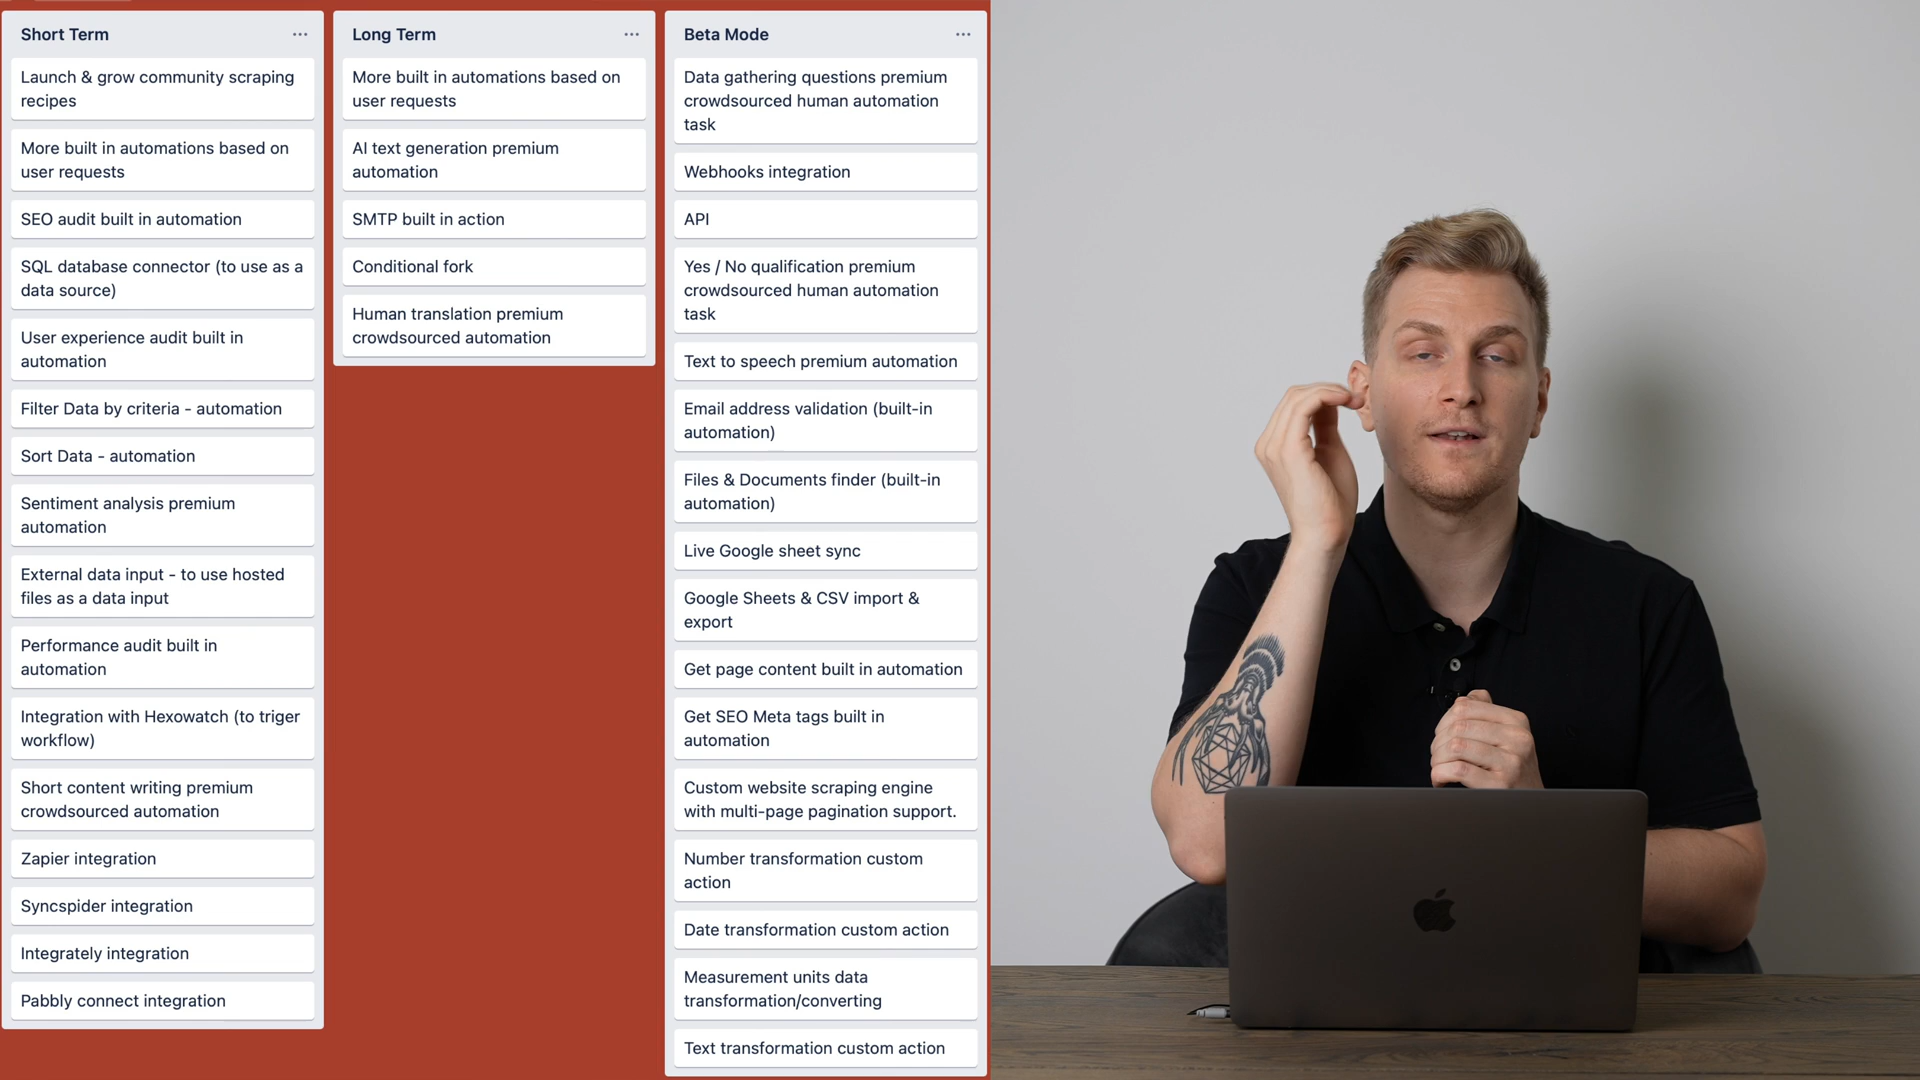 Short Term
Launch & grow community scraping
recipes
More built in automations based on
user requests
SEO audit built in automation
SQL database connector (to use as a
data source)
User experience audit built in
automation
Filter Data by criteria - automation
Sort Data - automation
Sentiment analysis premium
automation
External data input - to use hosted
files as a data input
Performance audit built in
automation
Integration with Hexowatch (to triger
workflow)
Short content writing premium
crowdsourced automation
Zapier integration
Syncspider integration
Integrately integration
Pabbly connect integration
Long Term
More built in automations based on
user requests
AI text generation premium
automation
SMTP built in action
Conditional fork
Human translation premium
crowdsourced automation
Beta Mode
Data gathering questions premium
crowdsourced human automation
task
Webhooks integration
API
Yes / No qualification premium
crowdsourced human automation
task
Text to speech premium automation
Email address validation (built-in
automation)
Files & Documents finder (built-in
automation)
Live Google sheet sync
Google Sheets & CSV import &
export
Get page content built in automation
Get SEO Meta tags built in
automation
Custom website scraping engine
with multi-page pagination support.
Number transformation custom
action
Date transformation custom action
Measurement units data
transformation/converting
Text transformation custom action